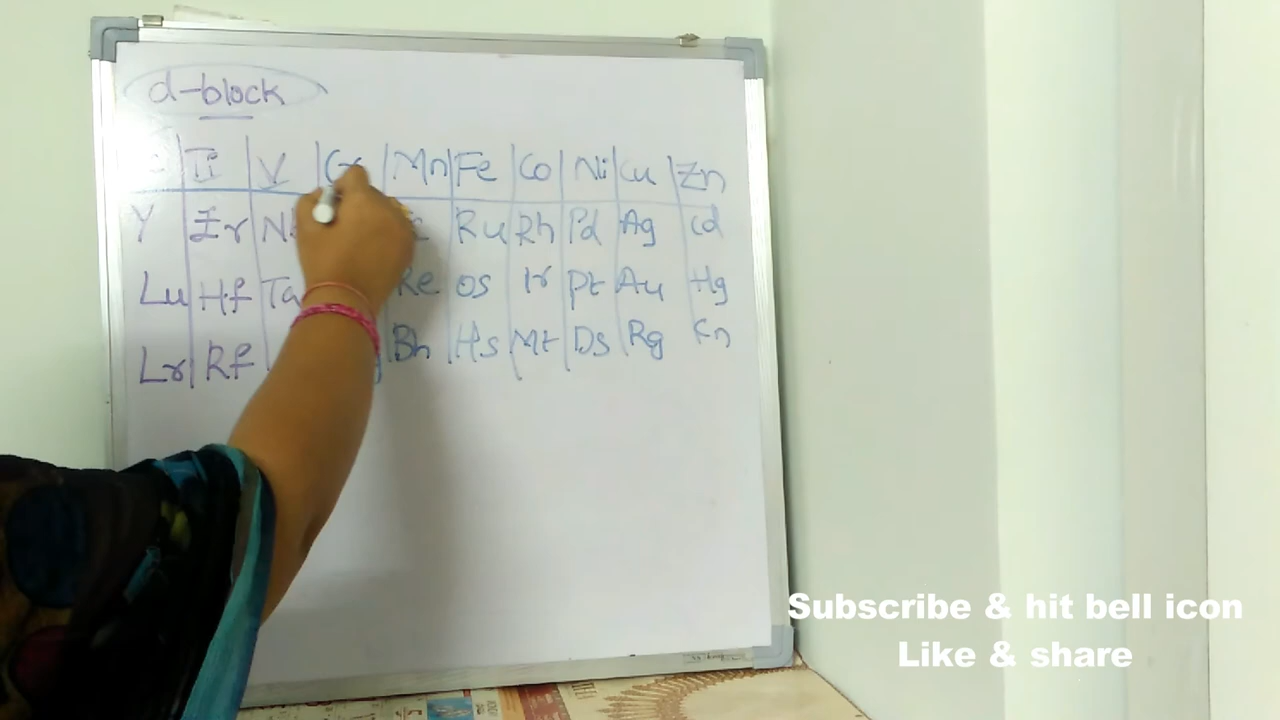 d-block
Ti V Cr Mn Fe Co Ni Cu Zn
Y Zr Ru Rh Pd Ag Cd
Lu Hf Ta Re Os Ir Pt Au Hg
Lr Rf Bh Hs Mt Ds Rg Cn
Subscribe & hit bell icon
Like & share